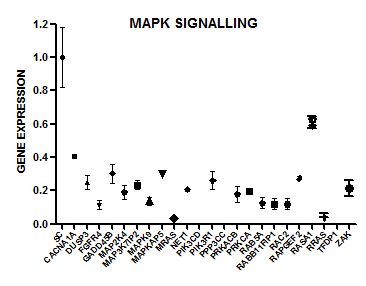 MAPK SIGNALLING
GENE EXPRESSION
1.2
1.0
0.8
0.6
0.4
0.2
0.0
SC
CACNA1A
DUSP3
FGFR4
GADD45B
MAP2K4
MAP3K7IP2
MAPK9
MAPKAP5
MRAS
NET1
PIK3CD
PIK3R1
PPP3CC
PRKACB
PRKCA
RAB5A
RABB11RP1
RAC2
RAPGEF2
RASA1
RRAS
TFDP1
ZAK